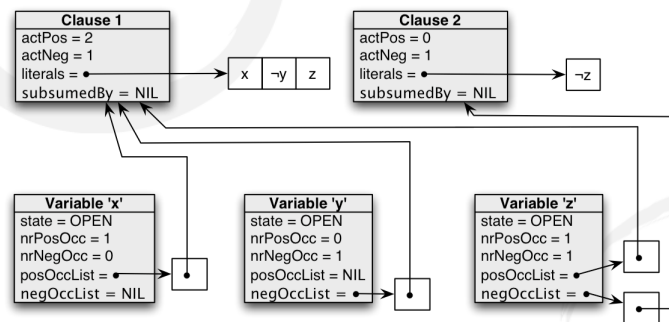 Clause 1
actPos = 2
actNeg = 1
literals =
subsumedBy = NIL
x ¬y z
Clause 2
actPos = 0
actNeg = 1
literals =
subsumedBy = NIL
¬z
Variable 'x'
state = OPEN
nrPosOcc = 1
nrNegOcc = 0
posOccList =
negOccList = NIL
Variable 'y'
state = OPEN
nrPosOcc = 0
nrNegOcc = 1
posOccList = NIL
negOccList =
Variable 'z'
state = OPEN
nrPosOcc = 1
nrNegOcc = 1
posOccList =
negOccList =